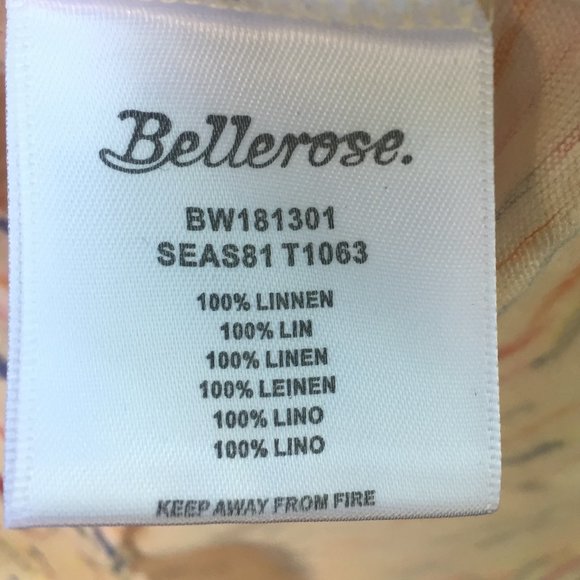 Bellerose.
BW181301
SEAS81 T1063
100% LINNEN
100% LIN
100% LINEN
100% LEINEN
100% LINO
100% LINO
KEEP AWAY FROM FIRE